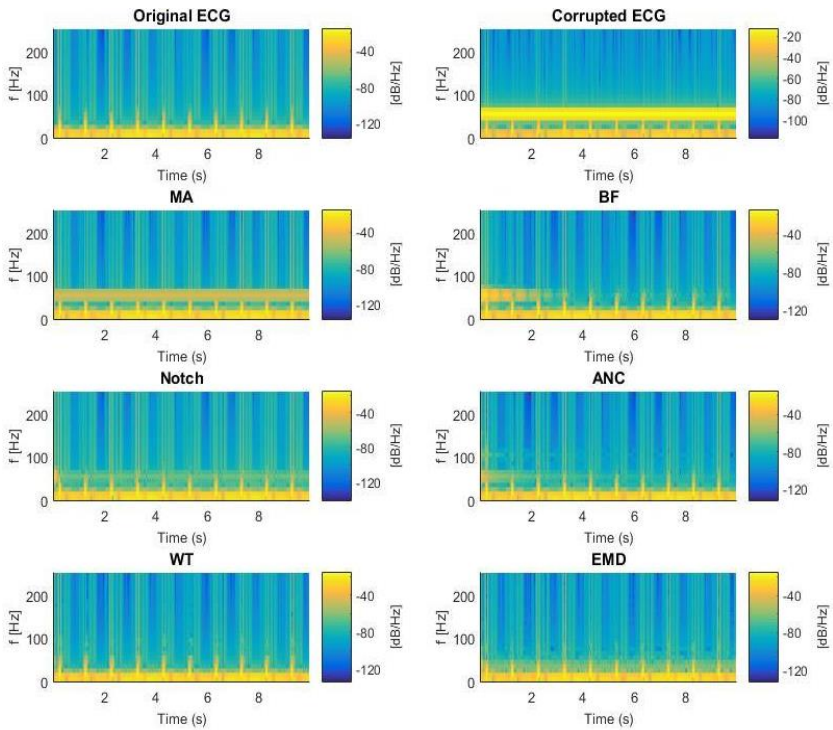 Original ECG
f [Hz]
200
100
0
2 4 6 8
Time (s)
-40
-80
-120
[dB/Hz]
Corrupted ECG
f [Hz]
200
100
0
2 4 6 8
Time (s)
-20
-40
-60
-80
-100
[dB/Hz]
MA
f [Hz]
200
100
0
2 4 6 8
Time (s)
-40
-80
-120
[dB/Hz]
BF
f [Hz]
200
100
0
2 4 6 8
Time (s)
-40
-80
-120
[dB/Hz]
Notch
f [Hz]
200
100
0
2 4 6 8
Time (s)
-40
-80
-120
[dB/Hz]
ANC
f [Hz]
200
100
0
2 4 6 8
Time (s)
-40
-80
-120
[dB/Hz]
WT
f [Hz]
200
100
0
2 4 6 8
Time (s)
-40
-80
-120
[dB/Hz]
EMD
f [Hz]
200
100
0
2 4 6 8
Time (s)
-40
-80
-120
[dB/Hz]